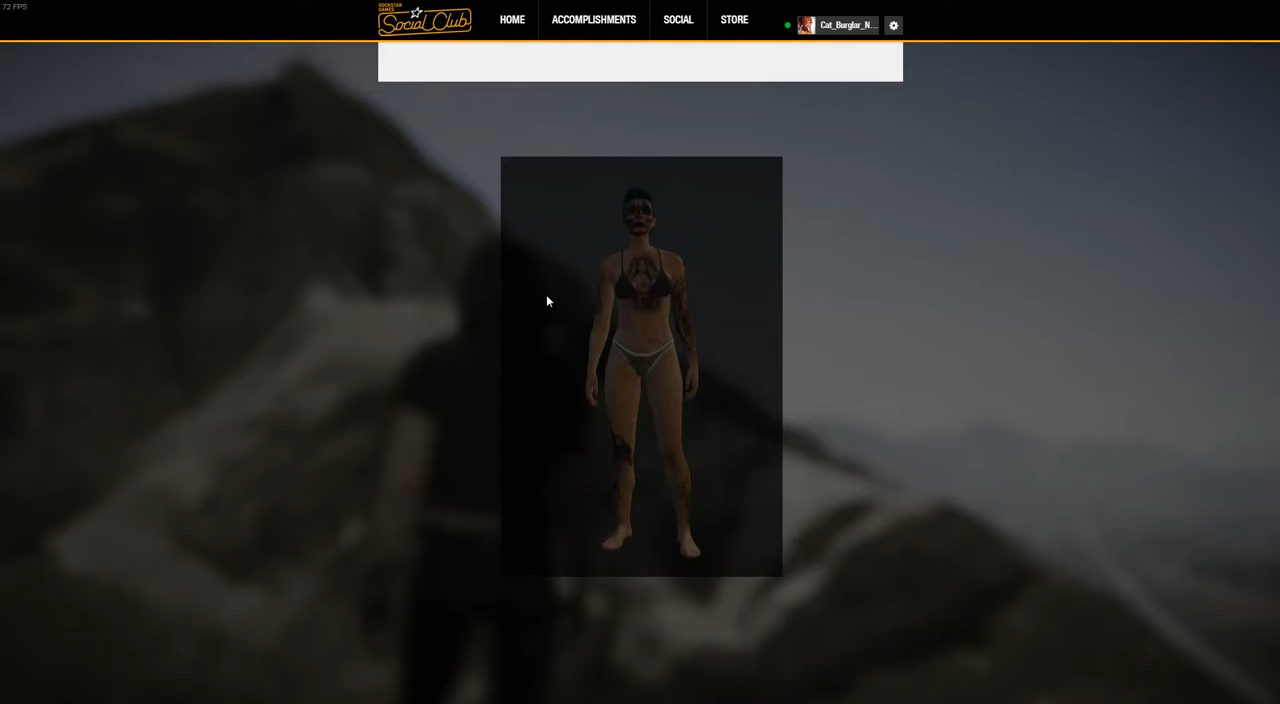 72 FPS
ROCKSTAR
GAMES
Social Club
HOME
ACCOMPLISHMENTS
SOCIAL
STORE
Cat_Burglar_N...